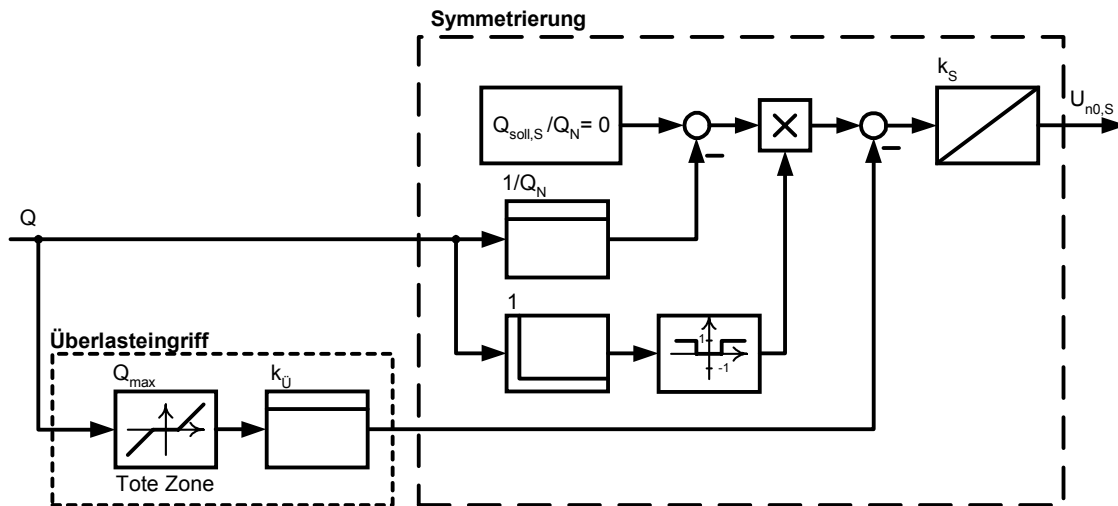 Symmetrierung
k_S
U_n0,S
Q_soll,S /Q_N = 0
1/Q_N
Q
1
1
-1
Überlasteingriff
Q_max
k_Ü
Tote Zone